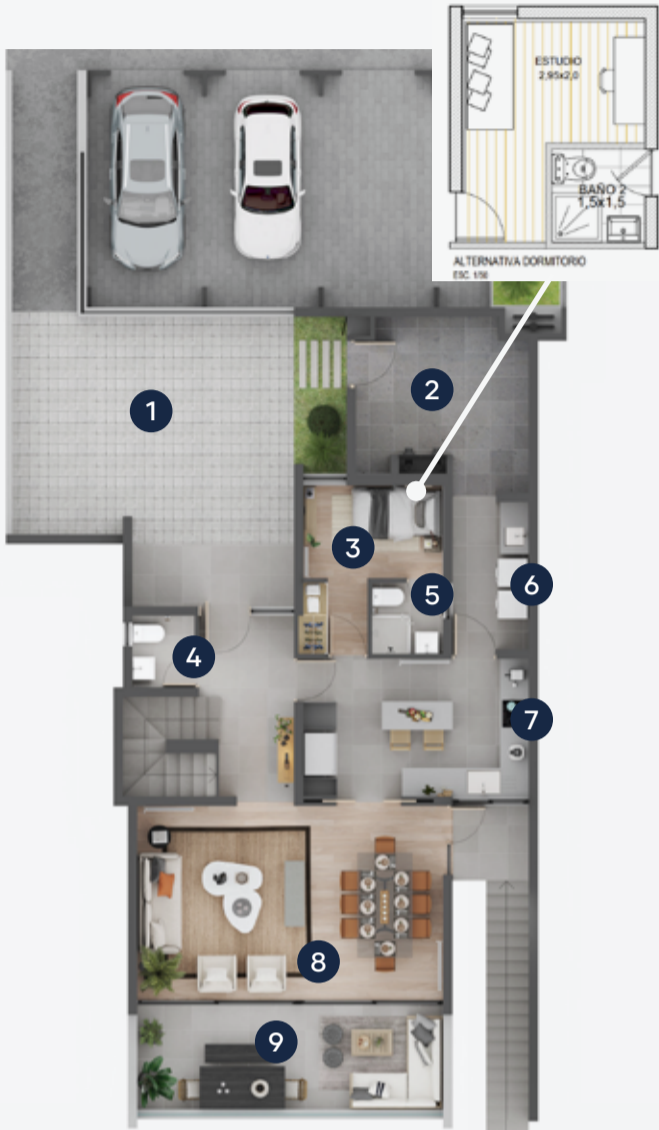 ESTUDIO
2,95x2,0
BAÑO 2
1,5x1,5
ALTERNATIVA DORMITORIO
ESC. 1/50
1
2
3
5
6
4
7
8
9